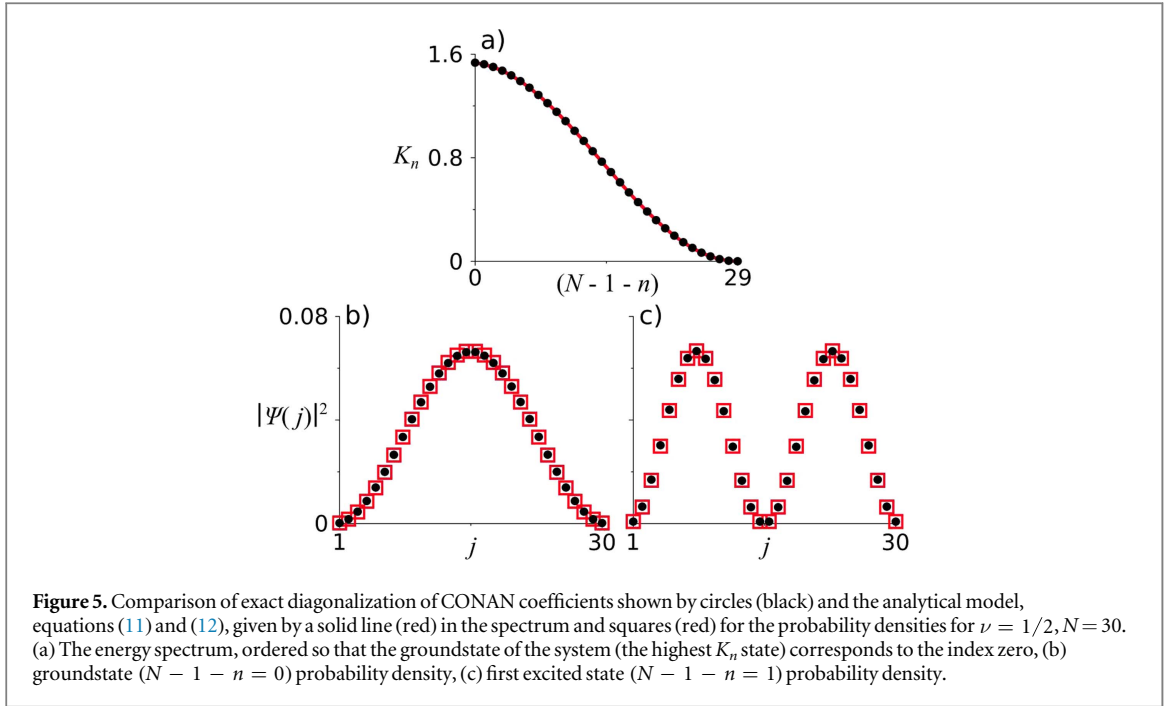 a)
1.6
K_n 0.8
0
0 (N - 1 - n) 29
0.08 b) c)
|Ψ(j)|²
0
1 j 30 1 j 30
Figure 5. Comparison of exact diagonalization of CONAN coefficients shown by circles (black) and the analytical model,
equations (11) and (12), given by a solid line (red) in the spectrum and squares (red) for the probability densities for ν = 1/2, N = 30.
(a) The energy spectrum, ordered so that the groundstate of the system (the highest K_n state) corresponds to the index zero, (b)
groundstate (N − 1 − n = 0) probability density, (c) first excited state (N − 1 − n = 1) probability density.